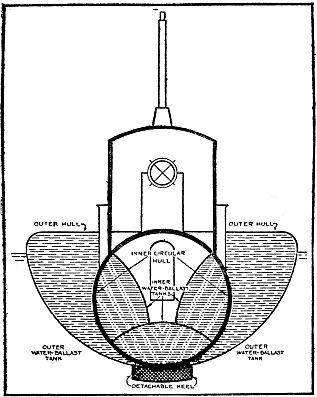 OUTER HULL
OUTER HULL
INNER CIRCULAR
HULL
INNER
WATER-BALLAST
TANKS
OUTER
WATER-BALLAST
TANK
OUTER
WATER-BALLAST
TANK
DETACHABLE KEEL